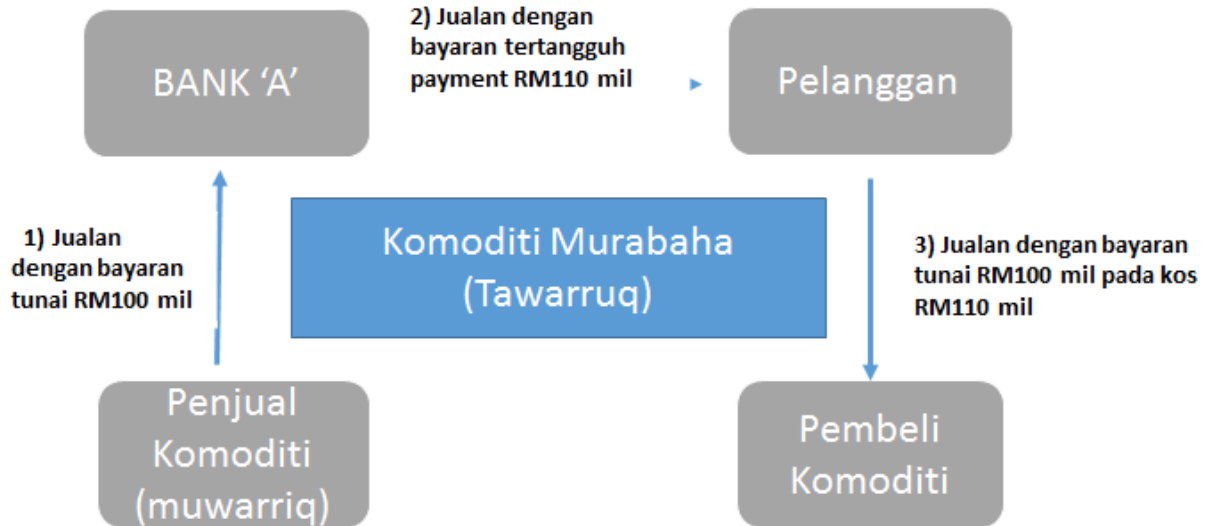 BANK ‘A’
2) Jualan dengan
bayaran tertangguh
payment RM110 mil
Pelanggan
1) Jualan
dengan bayaran
tunai RM100 mil
Komoditi Murabaha
(Tawarruq)
3) Jualan dengan bayaran
tunai RM100 mil pada kos
RM110 mil
Penjual
Komoditi
(muwarriq)
Pembeli
Komoditi